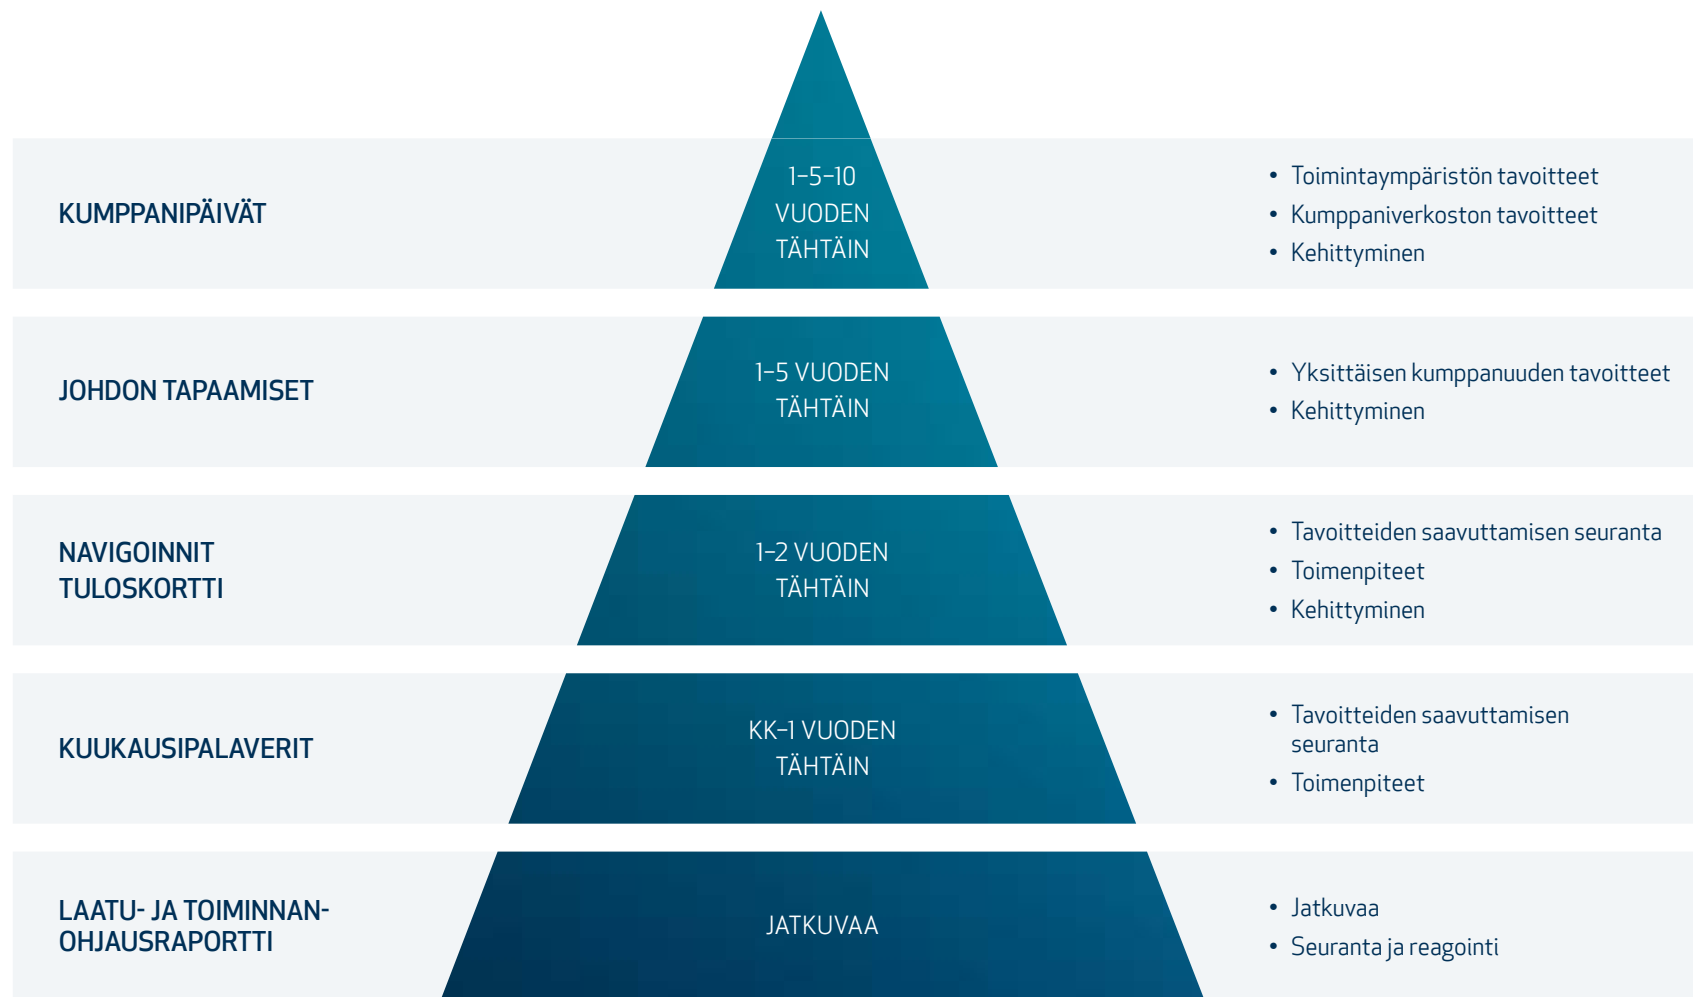 KUMPPANIPÄIVÄT
1–5–10
VUODEN
TÄHTÄIN
• Toimintaympäristön tavoitteet
• Kumppaniverkoston tavoitteet
• Kehittyminen
JOHDON TAPAAMISET
1–5 VUODEN
TÄHTÄIN
• Yksittäisen kumppanuuden tavoitteet
• Kehittyminen
NAVIGOINNIT
TULOSKORTTI
1–2 VUODEN
TÄHTÄIN
• Tavoitteiden saavuttamisen seuranta
• Toimenpiteet
• Kehittyminen
KUUKAUSIPALAVERIT
KK–1 VUODEN
TÄHTÄIN
• Tavoitteiden saavuttamisen
seuranta
• Toimenpiteet
LAATU- JA TOIMINNAN-
OHJAUSRAPORTTI
JATKUVAA
• Jatkuvaa
• Seuranta ja reagointi